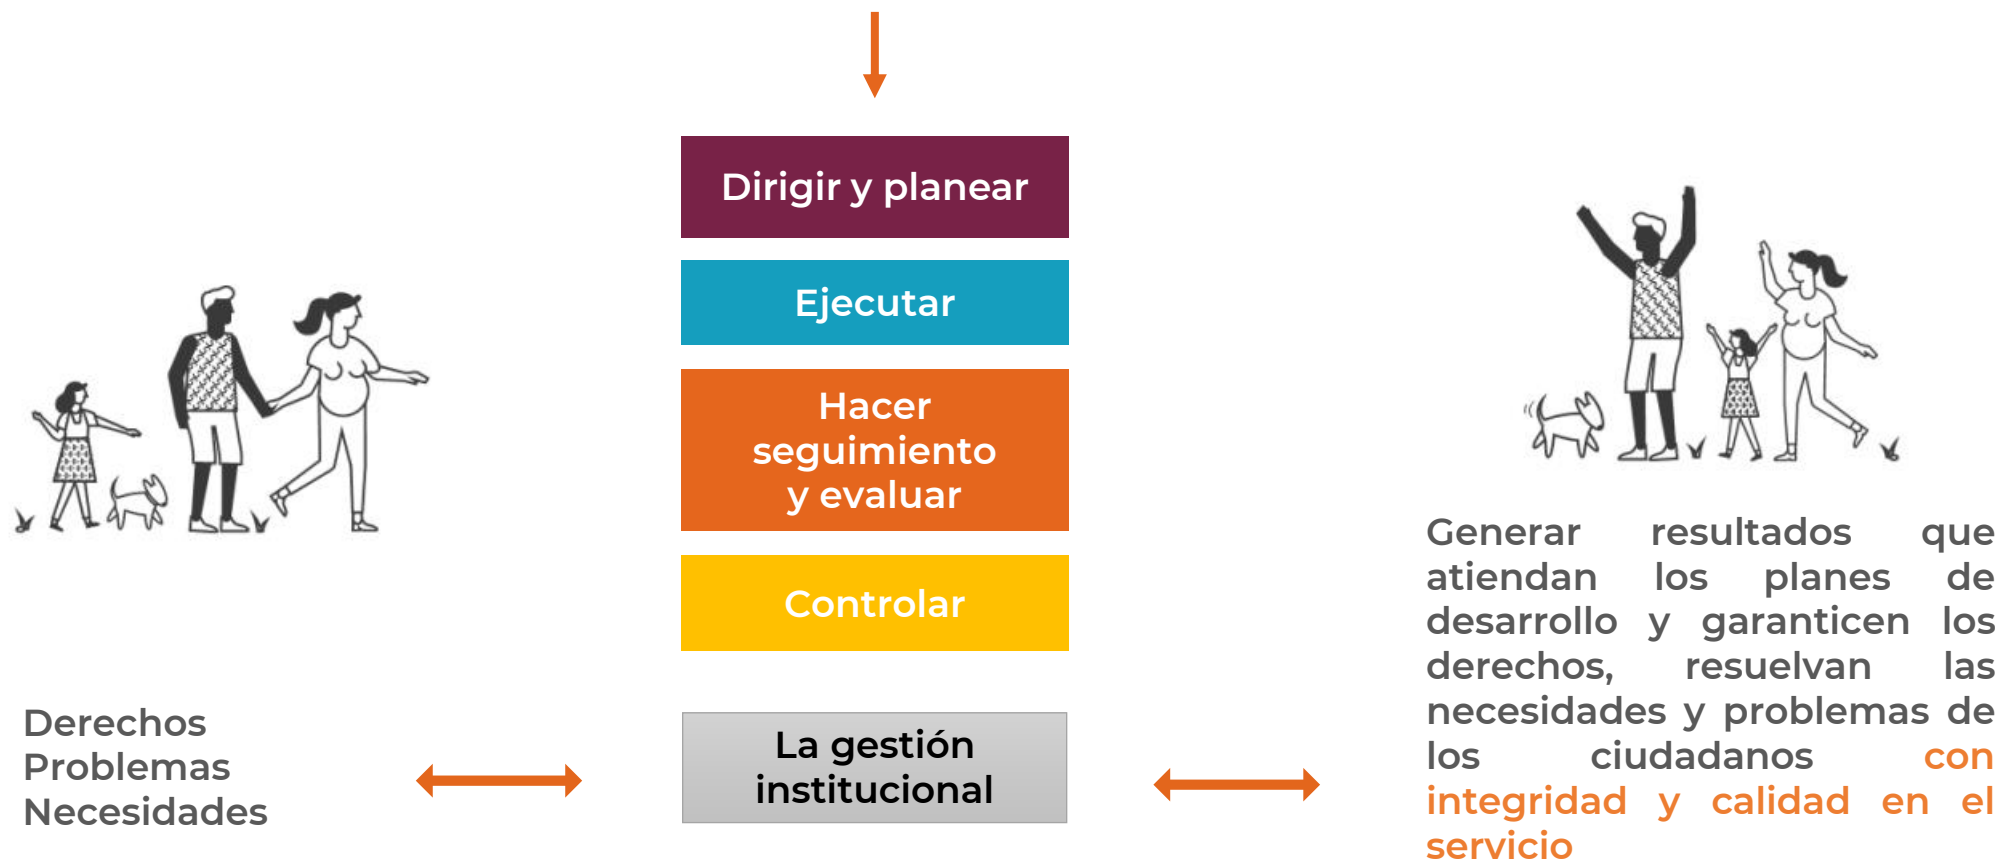 Dirigir y planear
Ejecutar
Hacer
seguimiento
y evaluar
Controlar
Derechos
Problemas
Necesidades
La gestión
institucional
Generar resultados que
atiendan los planes de
desarrollo y garanticen los
derechos, resuelvan las
necesidades y problemas de
los ciudadanos con
integridad y calidad en el
servicio